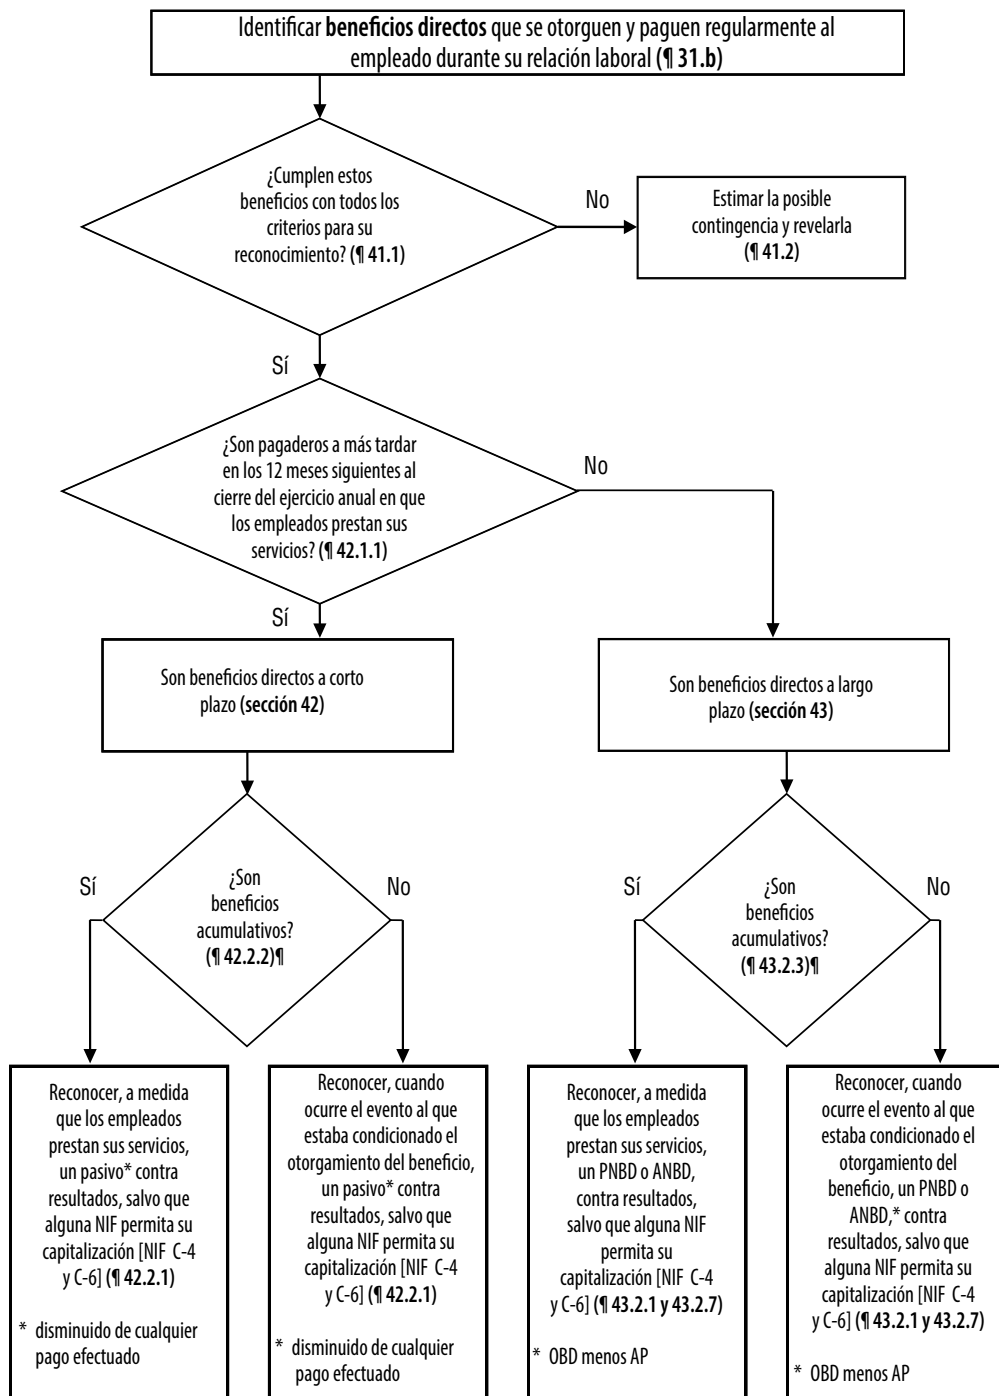 Identificar beneficios directos que se otorguen y paguen regularmente al
empleado durante su relación laboral (¶ 31.b)
¿Cumplen estos
beneficios con todos los
criterios para su
reconocimiento? (¶ 41.1)
No
Estimar la posible
contingencia y revelarla
(¶ 41.2)
Sí
¿Son pagaderos a más tardar
en los 12 meses siguientes al
cierre del ejercicio anual en que
los empleados prestan sus
servicios? (¶ 42.1.1)
No
Sí
Son beneficios directos a corto
plazo (sección 42)
Son beneficios directos a largo
plazo (sección 43)
Sí
¿Son
beneficios
acumulativos?
(¶ 42.2.2)¶
No
Sí
¿Son
beneficios
acumulativos?
(¶ 43.2.3)¶
No
Reconocer, a medida
que los empleados
prestan sus servicios,
un pasivo* contra
resultados, salvo que
alguna NIF permita su
capitalización [NIF C-4
y C-6] (¶ 42.2.1)
* disminuido de cualquier
pago efectuado
Reconocer, cuando
ocurre el evento al que
estaba condicionado el
otorgamiento del beneficio,
un pasivo* contra
resultados, salvo que
alguna NIF permita su
capitalización [NIF C-4
y C-6] (¶ 42.2.1)
* disminuido de cualquier
pago efectuado
Reconocer, a medida
que los empleados
prestan sus servicios,
un PNBD o ANBD,
contra resultados,
salvo que alguna NIF
permita su
capitalización [NIF C-4
y C-6] (¶ 43.2.1 y 43.2.7)
* OBD menos AP
Reconocer, cuando
ocurre el evento al que
estaba condicionado el
otorgamiento del
beneficio, un PNBD o
ANBD,* contra
resultados, salvo que
alguna NIF permita su
capitalización [NIF C-4
y C-6] (¶ 43.2.1 y 43.2.7)
* OBD menos AP